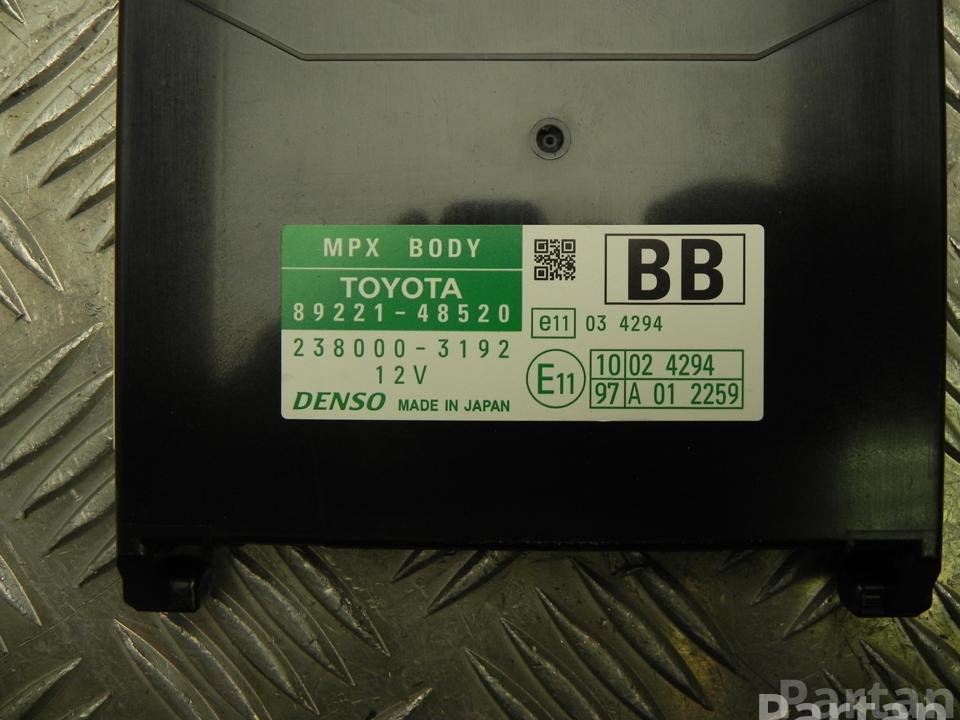 MPX BODY
TOYOTA
89221-48520
238000-3192
12V
DENSO MADE IN JAPAN
BB
e11 03 4294
E11
10 02 4294
97 A 01 2259
Partan
Partan